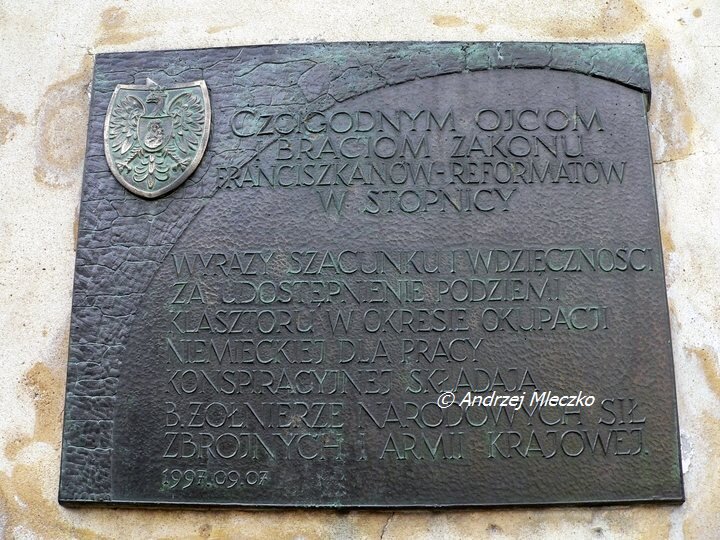 CZCIGODNYM OJCOM
I BRACIOM ZAKONU
FRANCISZKANÓW-REFORMATÓW
W STOPNICY
WYRAZY SZACUNKU I WDZIĘCZNOŚCI
ZA UDOSTĘPNIENIE PODZIEMI
KLASZTORU W OKRESIE OKUPACJI
NIEMIECKIEJ DLA PRACY
KONSPIRACYJNEJ SKŁADAJĄ
B. ŻOŁNIERZE NARODOWYCH SIŁ
ZBROJNYCH I ARMII KRAJOWEJ.
1997.09.07
© Andrzej Mleczko